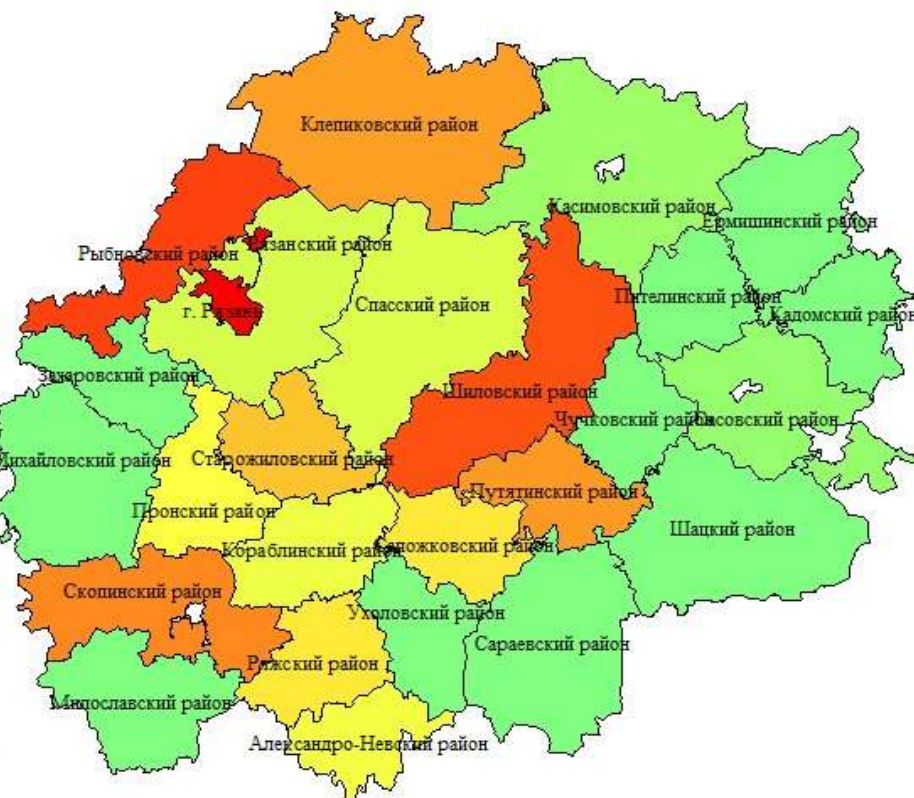 Клепиковский район
Касимовский район
Ермишинский район
Рыбновский район
Рязанский район
Спасский район
Пителинский район
Кадомский район
г. Рязань
Захаровский район
Шиловский район
Чучковский район
Сасовский район
Михайловский район
Старожиловский район
Путятинский район
Пронский район
Шацкий район
Кораблинский район
Сапожковский район
Скопинский район
Ухоловский район
Сараевский район
Ряжский район
Милославский район
Александро-Невский район